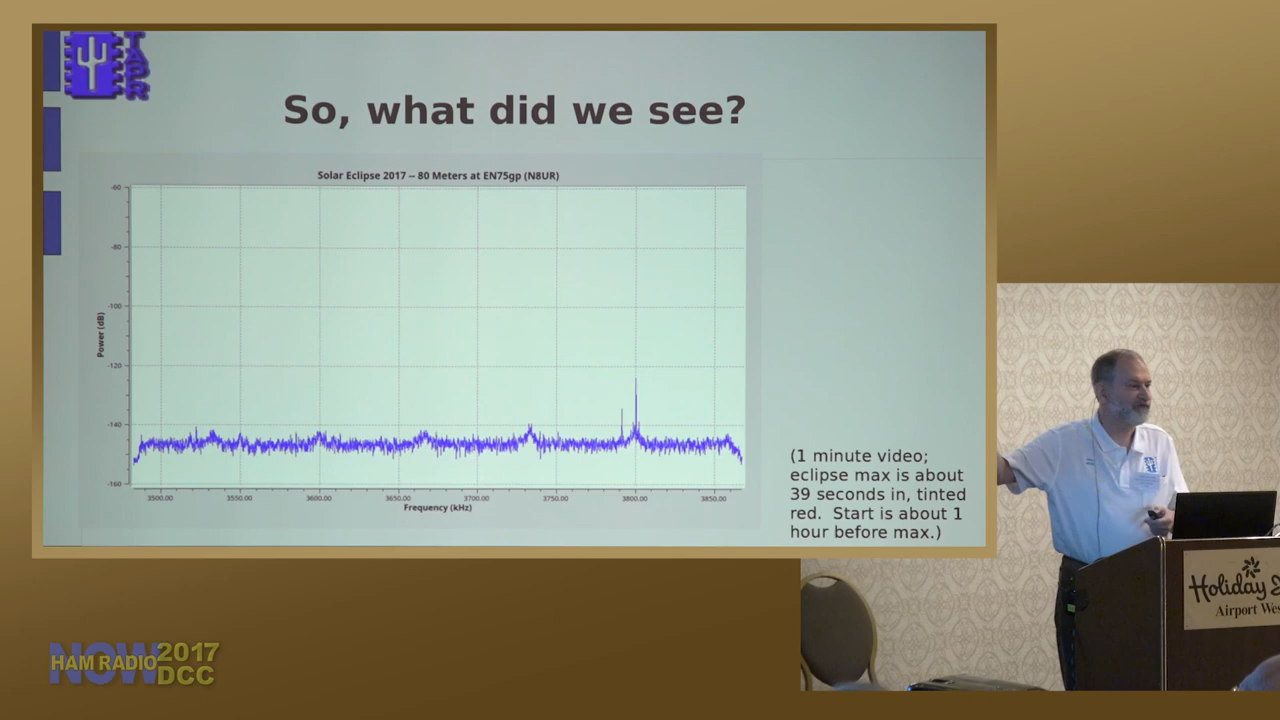 TAPR
So, what did we see?
Solar Eclipse 2017 -- 80 Meters at EN75gp (N8UR)
-60
-80
-100
-120
-140
-160
Power (dB)
3500.00 3550.00 3600.00 3650.00 3700.00 3750.00 3800.00 3850.00
Frequency (kHz)
(1 minute video;
eclipse max is about
39 seconds in, tinted
red. Start is about 1
hour before max.)
Holiday
Airport Wes
NOW
HAM RADIO 2017
DCC